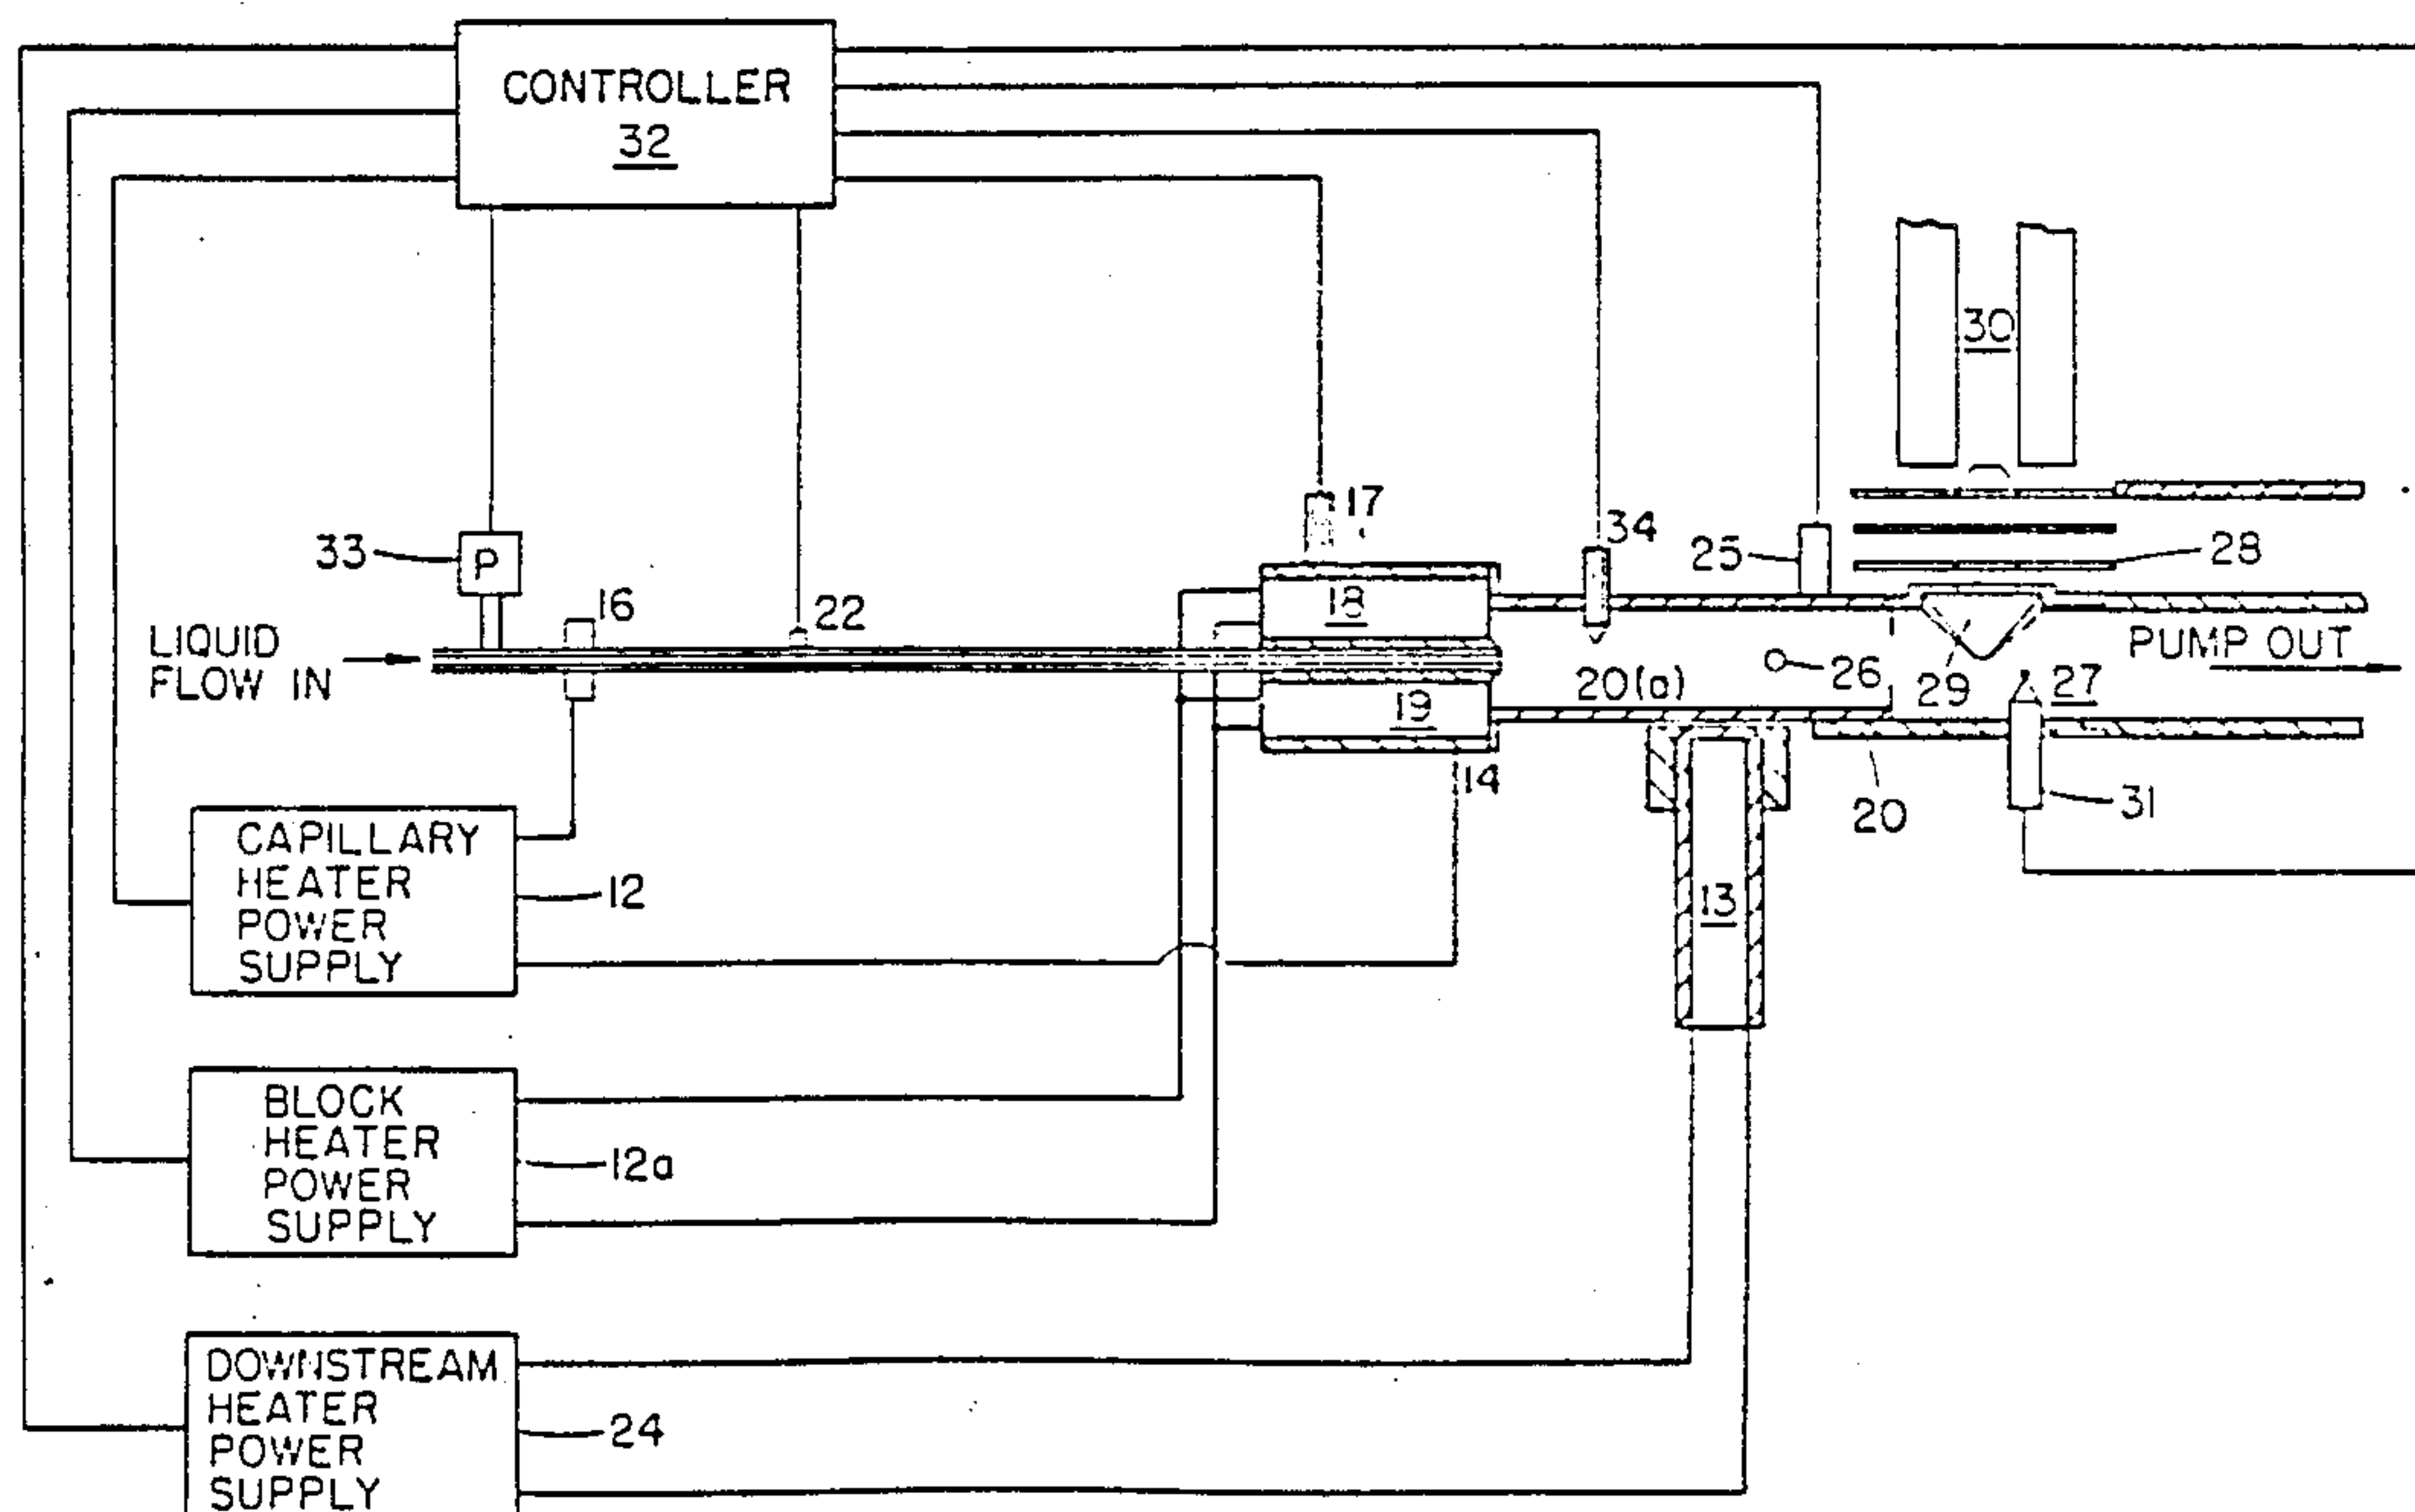 CONTROLLER
32
30
17
34
25
28
33
P
16
22
18
LIQUID
FLOW IN
PUMP OUT
26
20(a)
29
27
19
14
20
31
CAPILLARY
HEATER
POWER
SUPPLY
12
13
BLOCK
HEATER
POWER
SUPPLY
12a
DOWNSTREAM
HEATER
POWER
SUPPLY
24